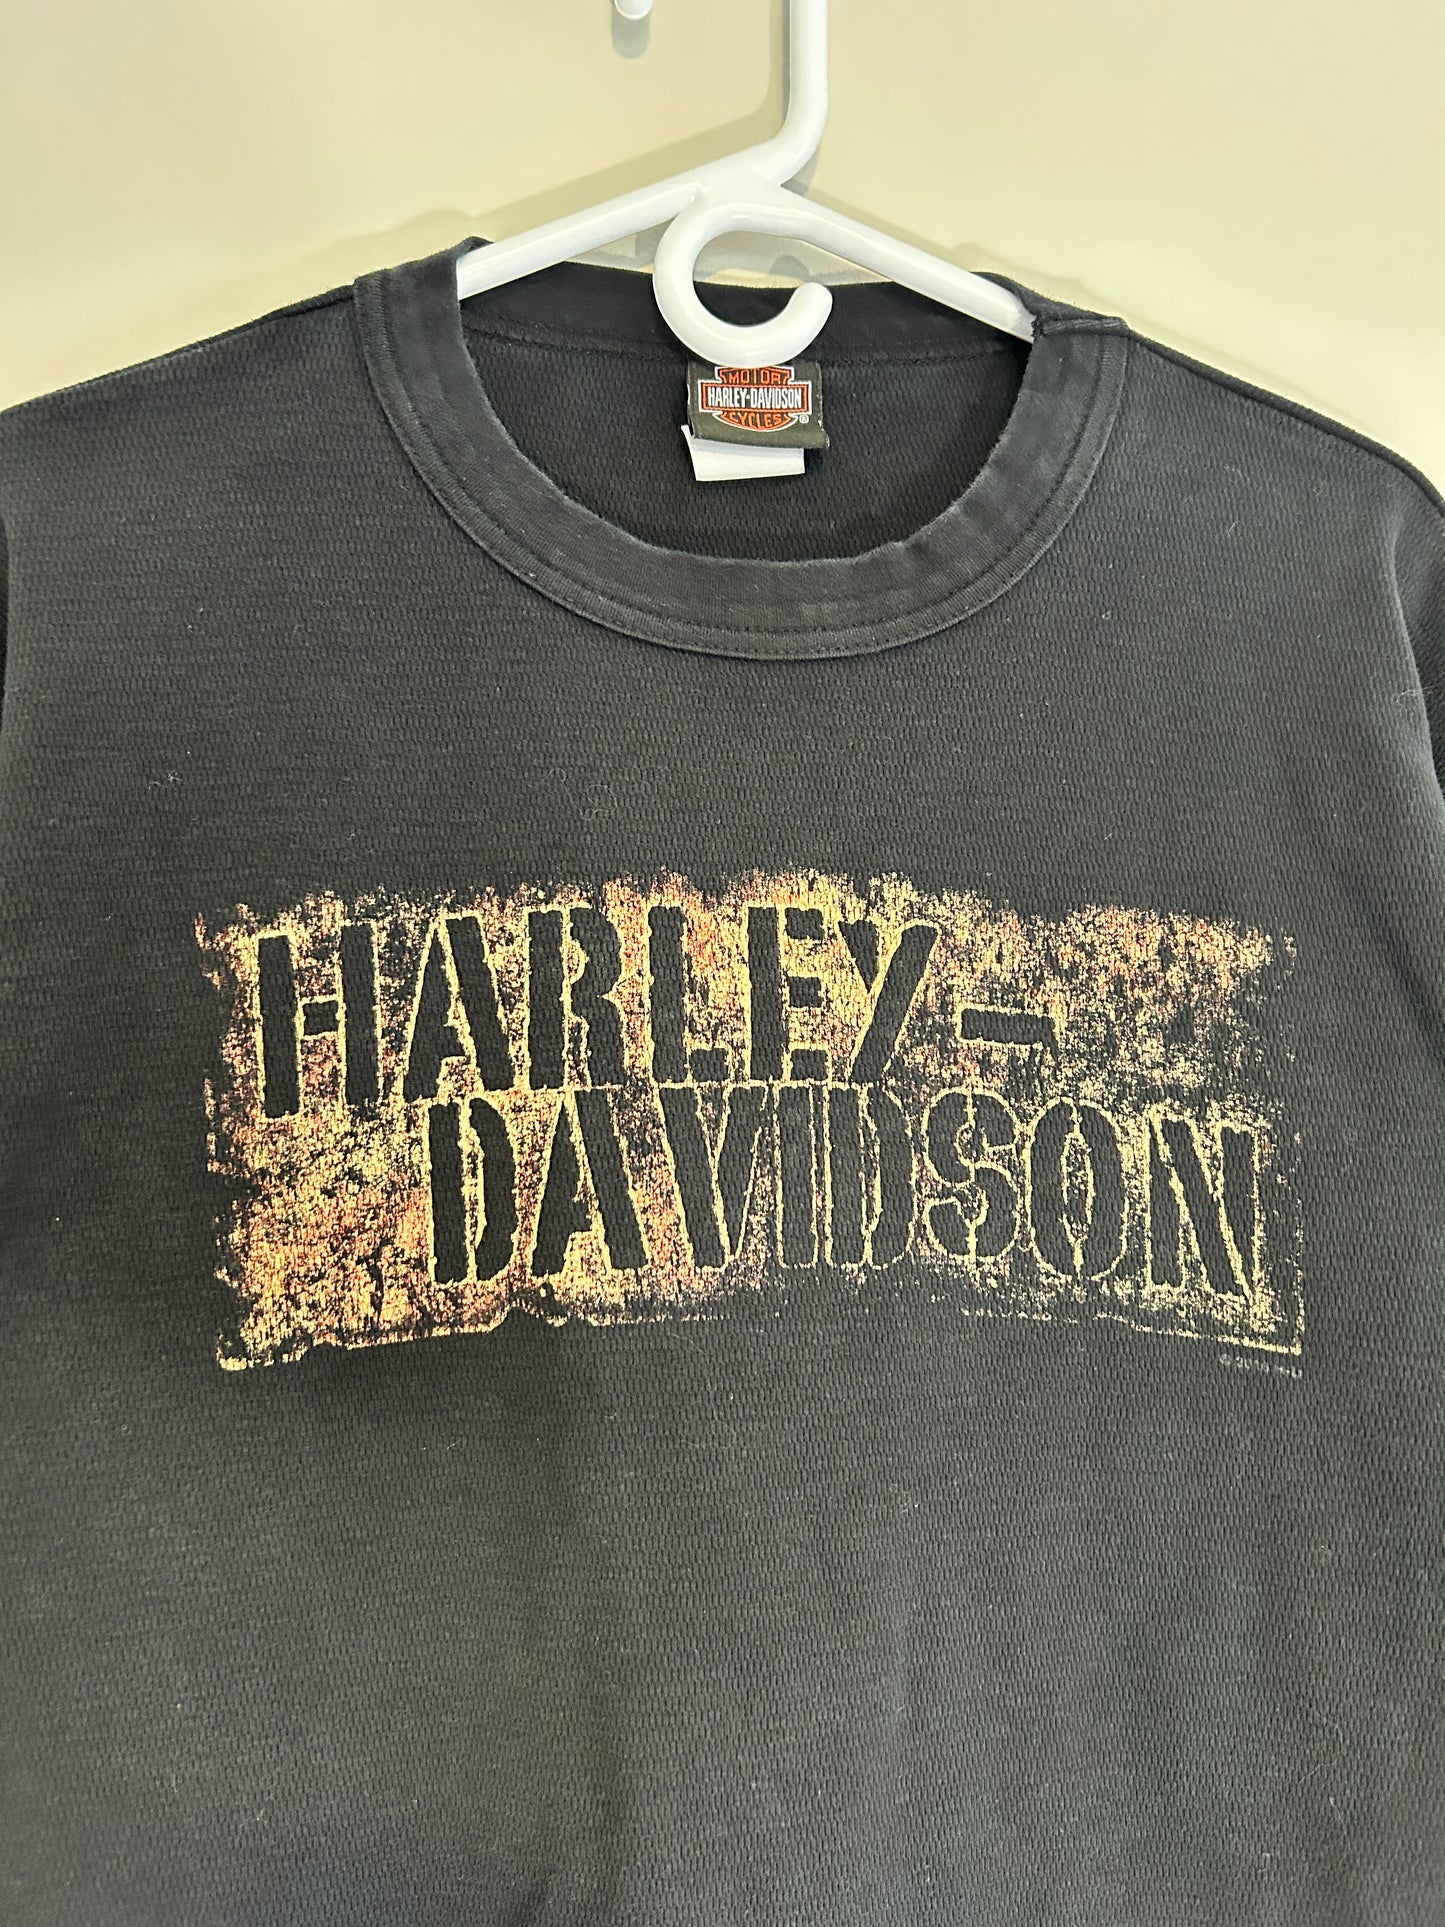 MOTOR
HARLEY-DAVIDSON
CYCLES ®
HARLEY-
DAVIDSON
©